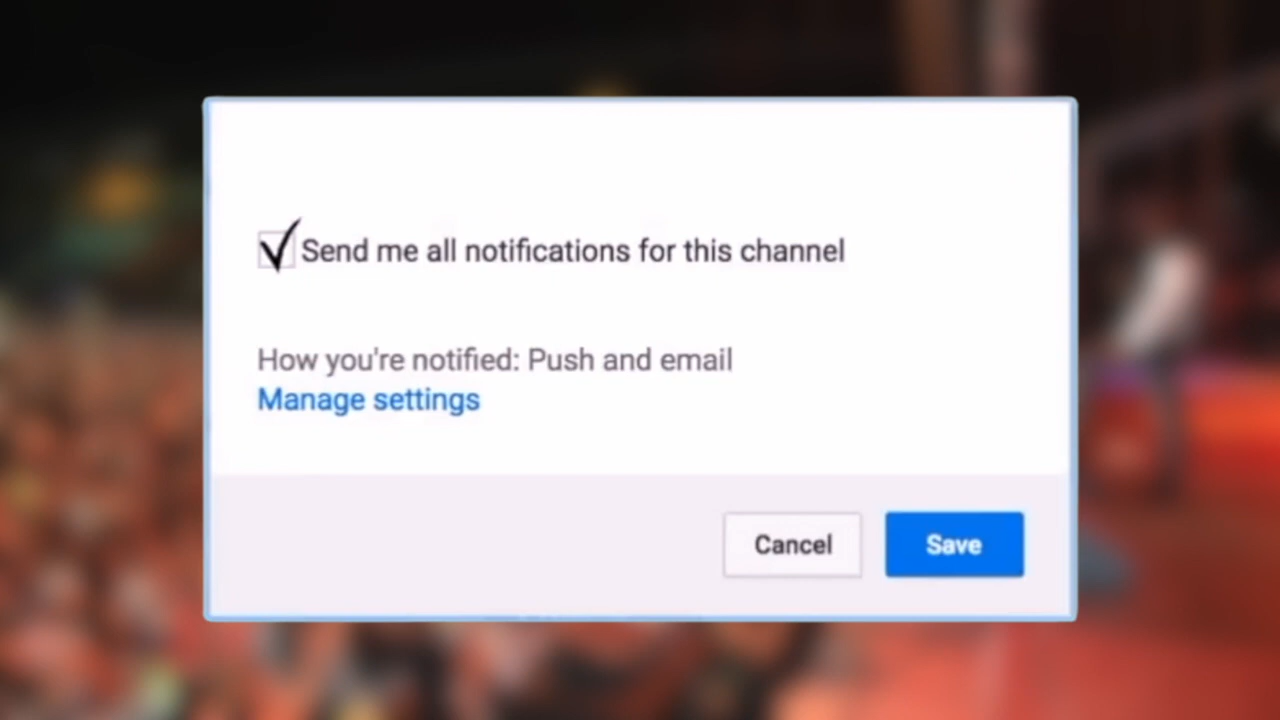 Send me all notifications for this channel
How you're notified: Push and email
Manage settings
Cancel
Save